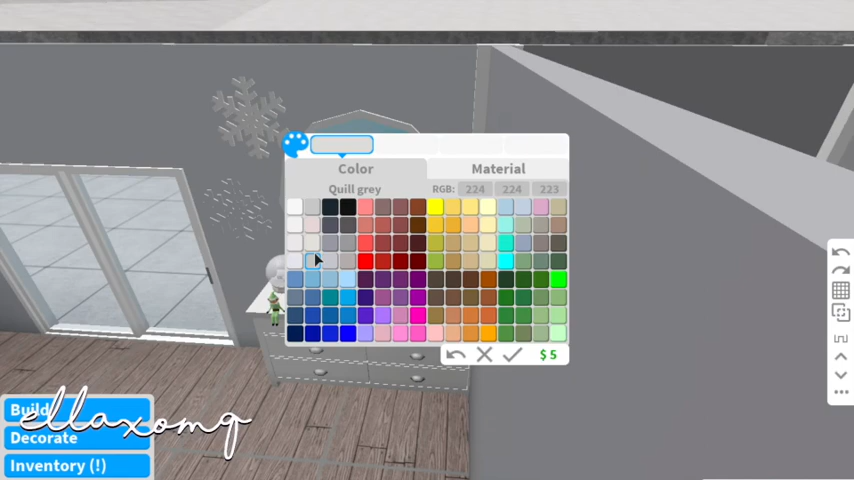 Color
Material
Quill grey
RGB: 224 224 223
$ 5
Build
ellaxomg
Decorate
Inventory (!)